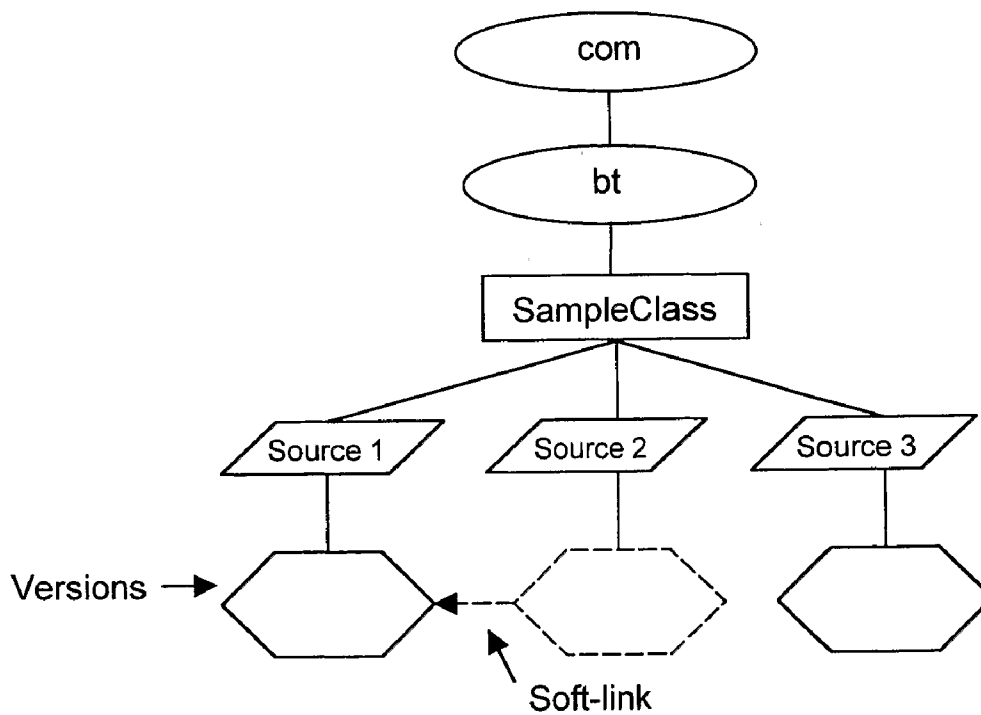 com
bt
SampleClass
Source 1
Source 2
Source 3
Versions
Soft-link